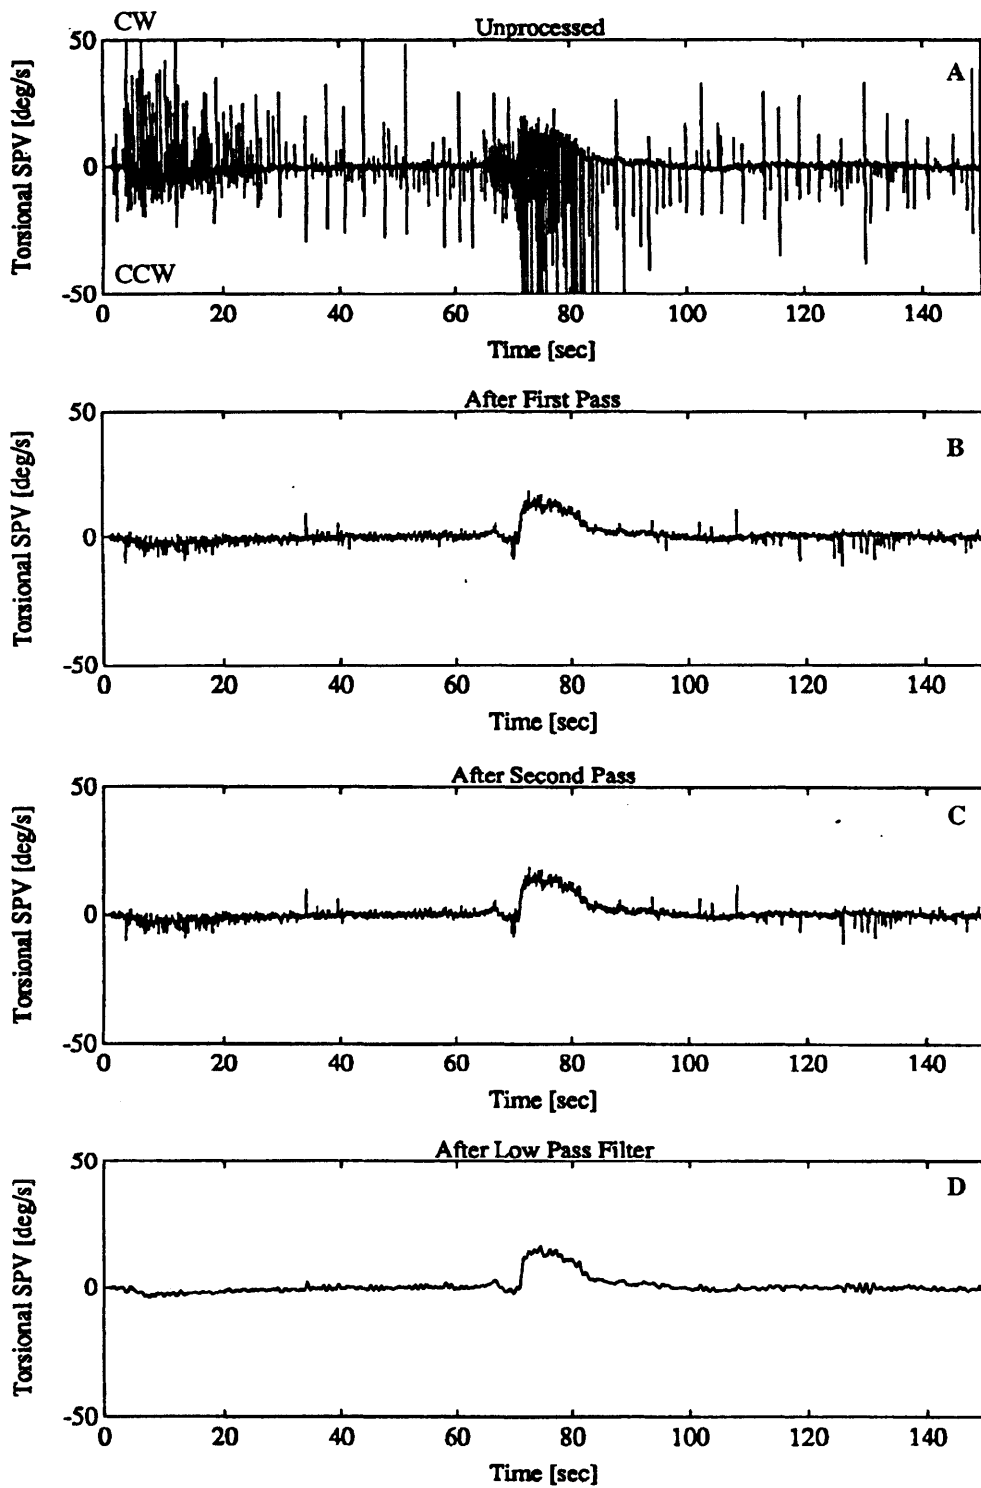 Unprocessed
CW
A
CCW
Torsional SPV [deg/s]
50
0
-50
0 20 40 60 80 100 120 140
Time [sec]
After First Pass
B
Torsional SPV [deg/s]
50
0
-50
0 20 40 60 80 100 120 140
Time [sec]
After Second Pass
C
Torsional SPV [deg/s]
50
0
-50
0 20 40 60 80 100 120 140
Time [sec]
After Low Pass Filter
D
Torsional SPV [deg/s]
50
0
-50
0 20 40 60 80 100 120 140
Time [sec]